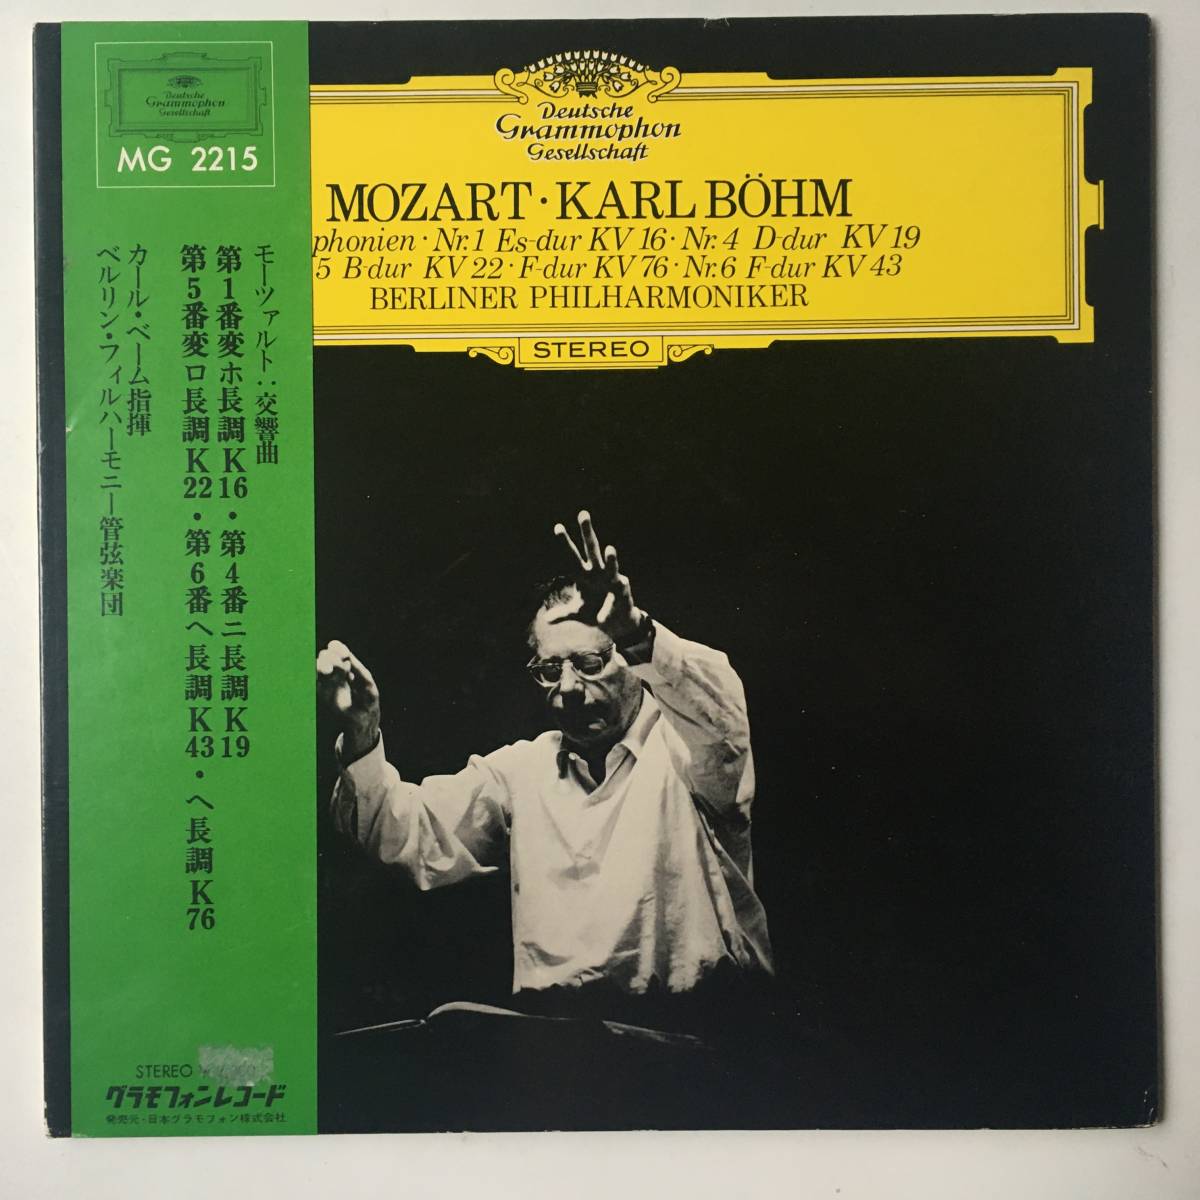 Deutsche
Grammophon
Gesellschaft
MG 2215
モーツァルト:交響曲
第1番変ホ長調K16・第4番ニ長調K19
第5番変ロ長調K22・第6番ヘ長調K43・ヘ長調K76
カール・ベーム指揮
ベルリン・フィルハーモニー管弦楽団
STEREO
グラモフォンレコード
発売元・日本グラモフォン株式会社
Deutsche
Grammophon
Gesellschaft
MOZART · KARL BÖHM
phonien · Nr.1 Es-dur KV 16 · Nr. 4 D-dur KV 19
5 B-dur KV 22 · F-dur KV 76 · Nr. 6 F-dur KV 43
BERLINER PHILHARMONIKER
STEREO